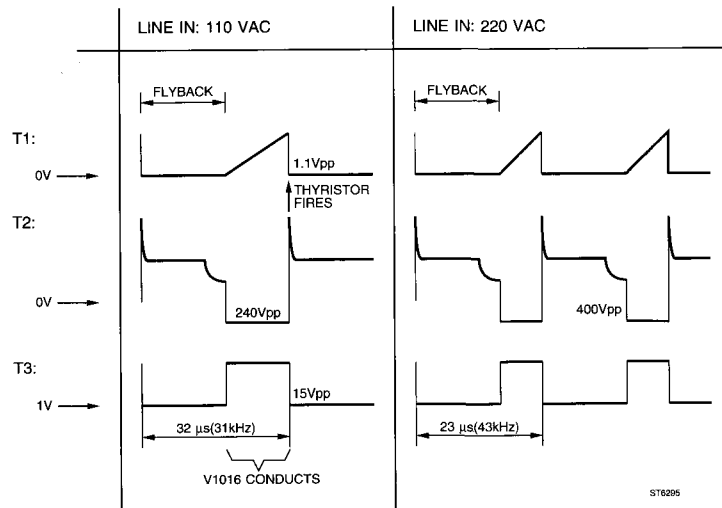 LINE IN: 110 VAC
LINE IN: 220 VAC
FLYBACK
FLYBACK
T1:
1.1Vpp
0V
THYRISTOR
FIRES
T2:
0V
240Vpp
400Vpp
T3:
15Vpp
1V
32 µs(31kHz)
23 µs(43kHz)
V1016 CONDUCTS
ST6295